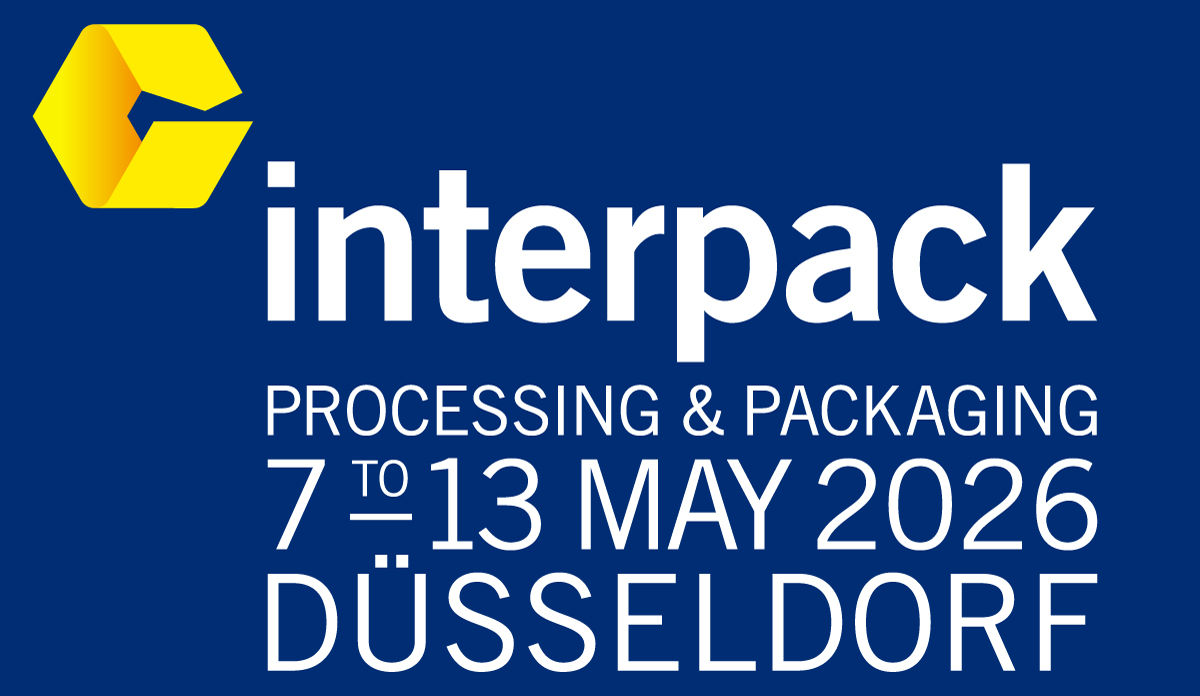 interpack
PROCESSING & PACKAGING
7 TO 13 MAY 2026
DÜSSELDORF